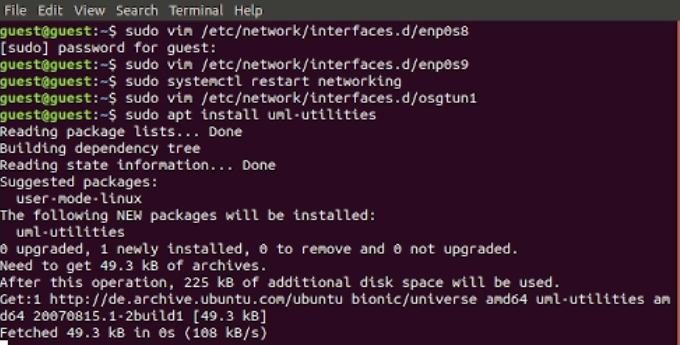 File Edit View Search Terminal Help
guest@guest:~$ sudo vim /etc/network/interfaces.d/enp0s8
[sudo] password for guest:
guest@guest:~$ sudo vim /etc/network/interfaces.d/enp0s9
guest@guest:~$ sudo systemctl restart networking
guest@guest:~$ sudo vim /etc/network/interfaces.d/osgtun1
guest@guest:~$ sudo apt install uml-utilities
Reading package lists... Done
Building dependency tree
Reading state information... Done
Suggested packages:
  user-mode-linux
The following NEW packages will be installed:
  uml-utilities
0 upgraded, 1 newly installed, 0 to remove and 0 not upgraded.
Need to get 49.3 kB of archives.
After this operation, 225 kB of additional disk space will be used.
Get:1 http://de.archive.ubuntu.com/ubuntu bionic/universe amd64 uml-utilities am
d64 20070815.1-2build1 [49.3 kB]
Fetched 49.3 kB in 0s (108 kB/s)